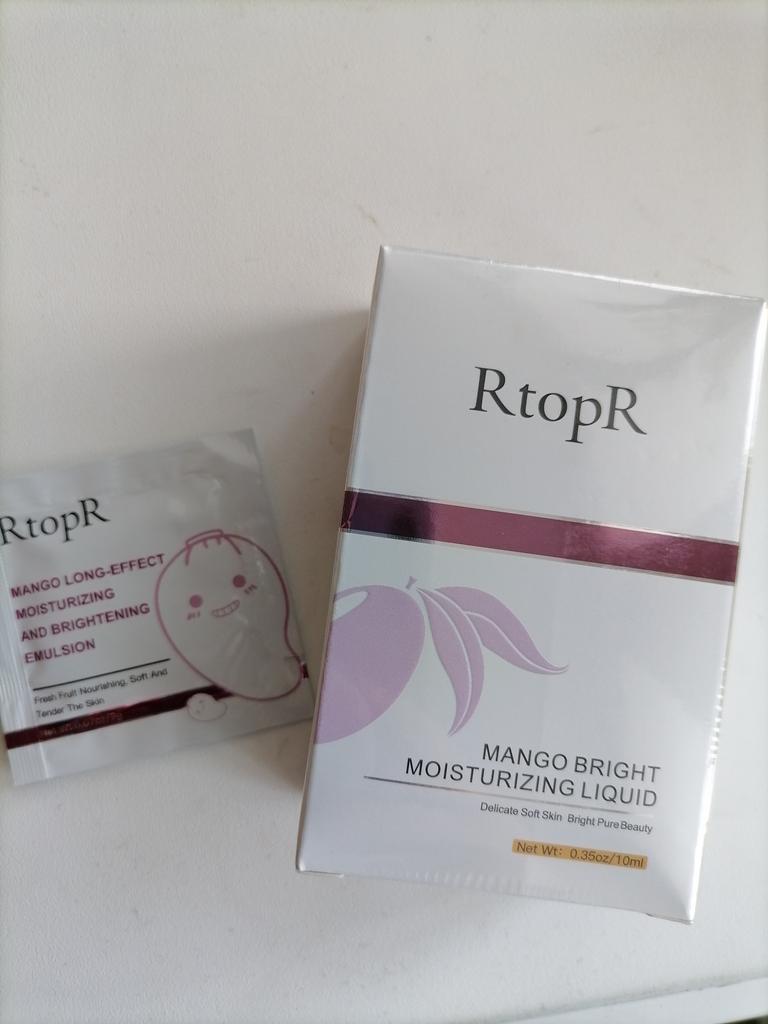 RtopR
MANGO LONG-EFFECT
MOISTURIZING
AND BRIGHTENING
EMULSION
Fresh Fruit Nourishing, Soft And
Tender The Skin
RtopR
MANGO BRIGHT
MOISTURIZING LIQUID
Delicate Soft Skin Bright Pure Beauty
Net Wt: 0.35oz/10ml